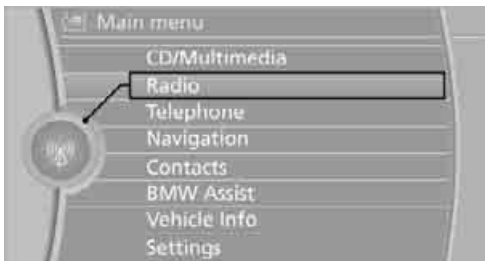 Main menu
CD/Multimedia
Radio
Telephone
Navigation
Contacts
BMW Assist
Vehicle Info
Settings